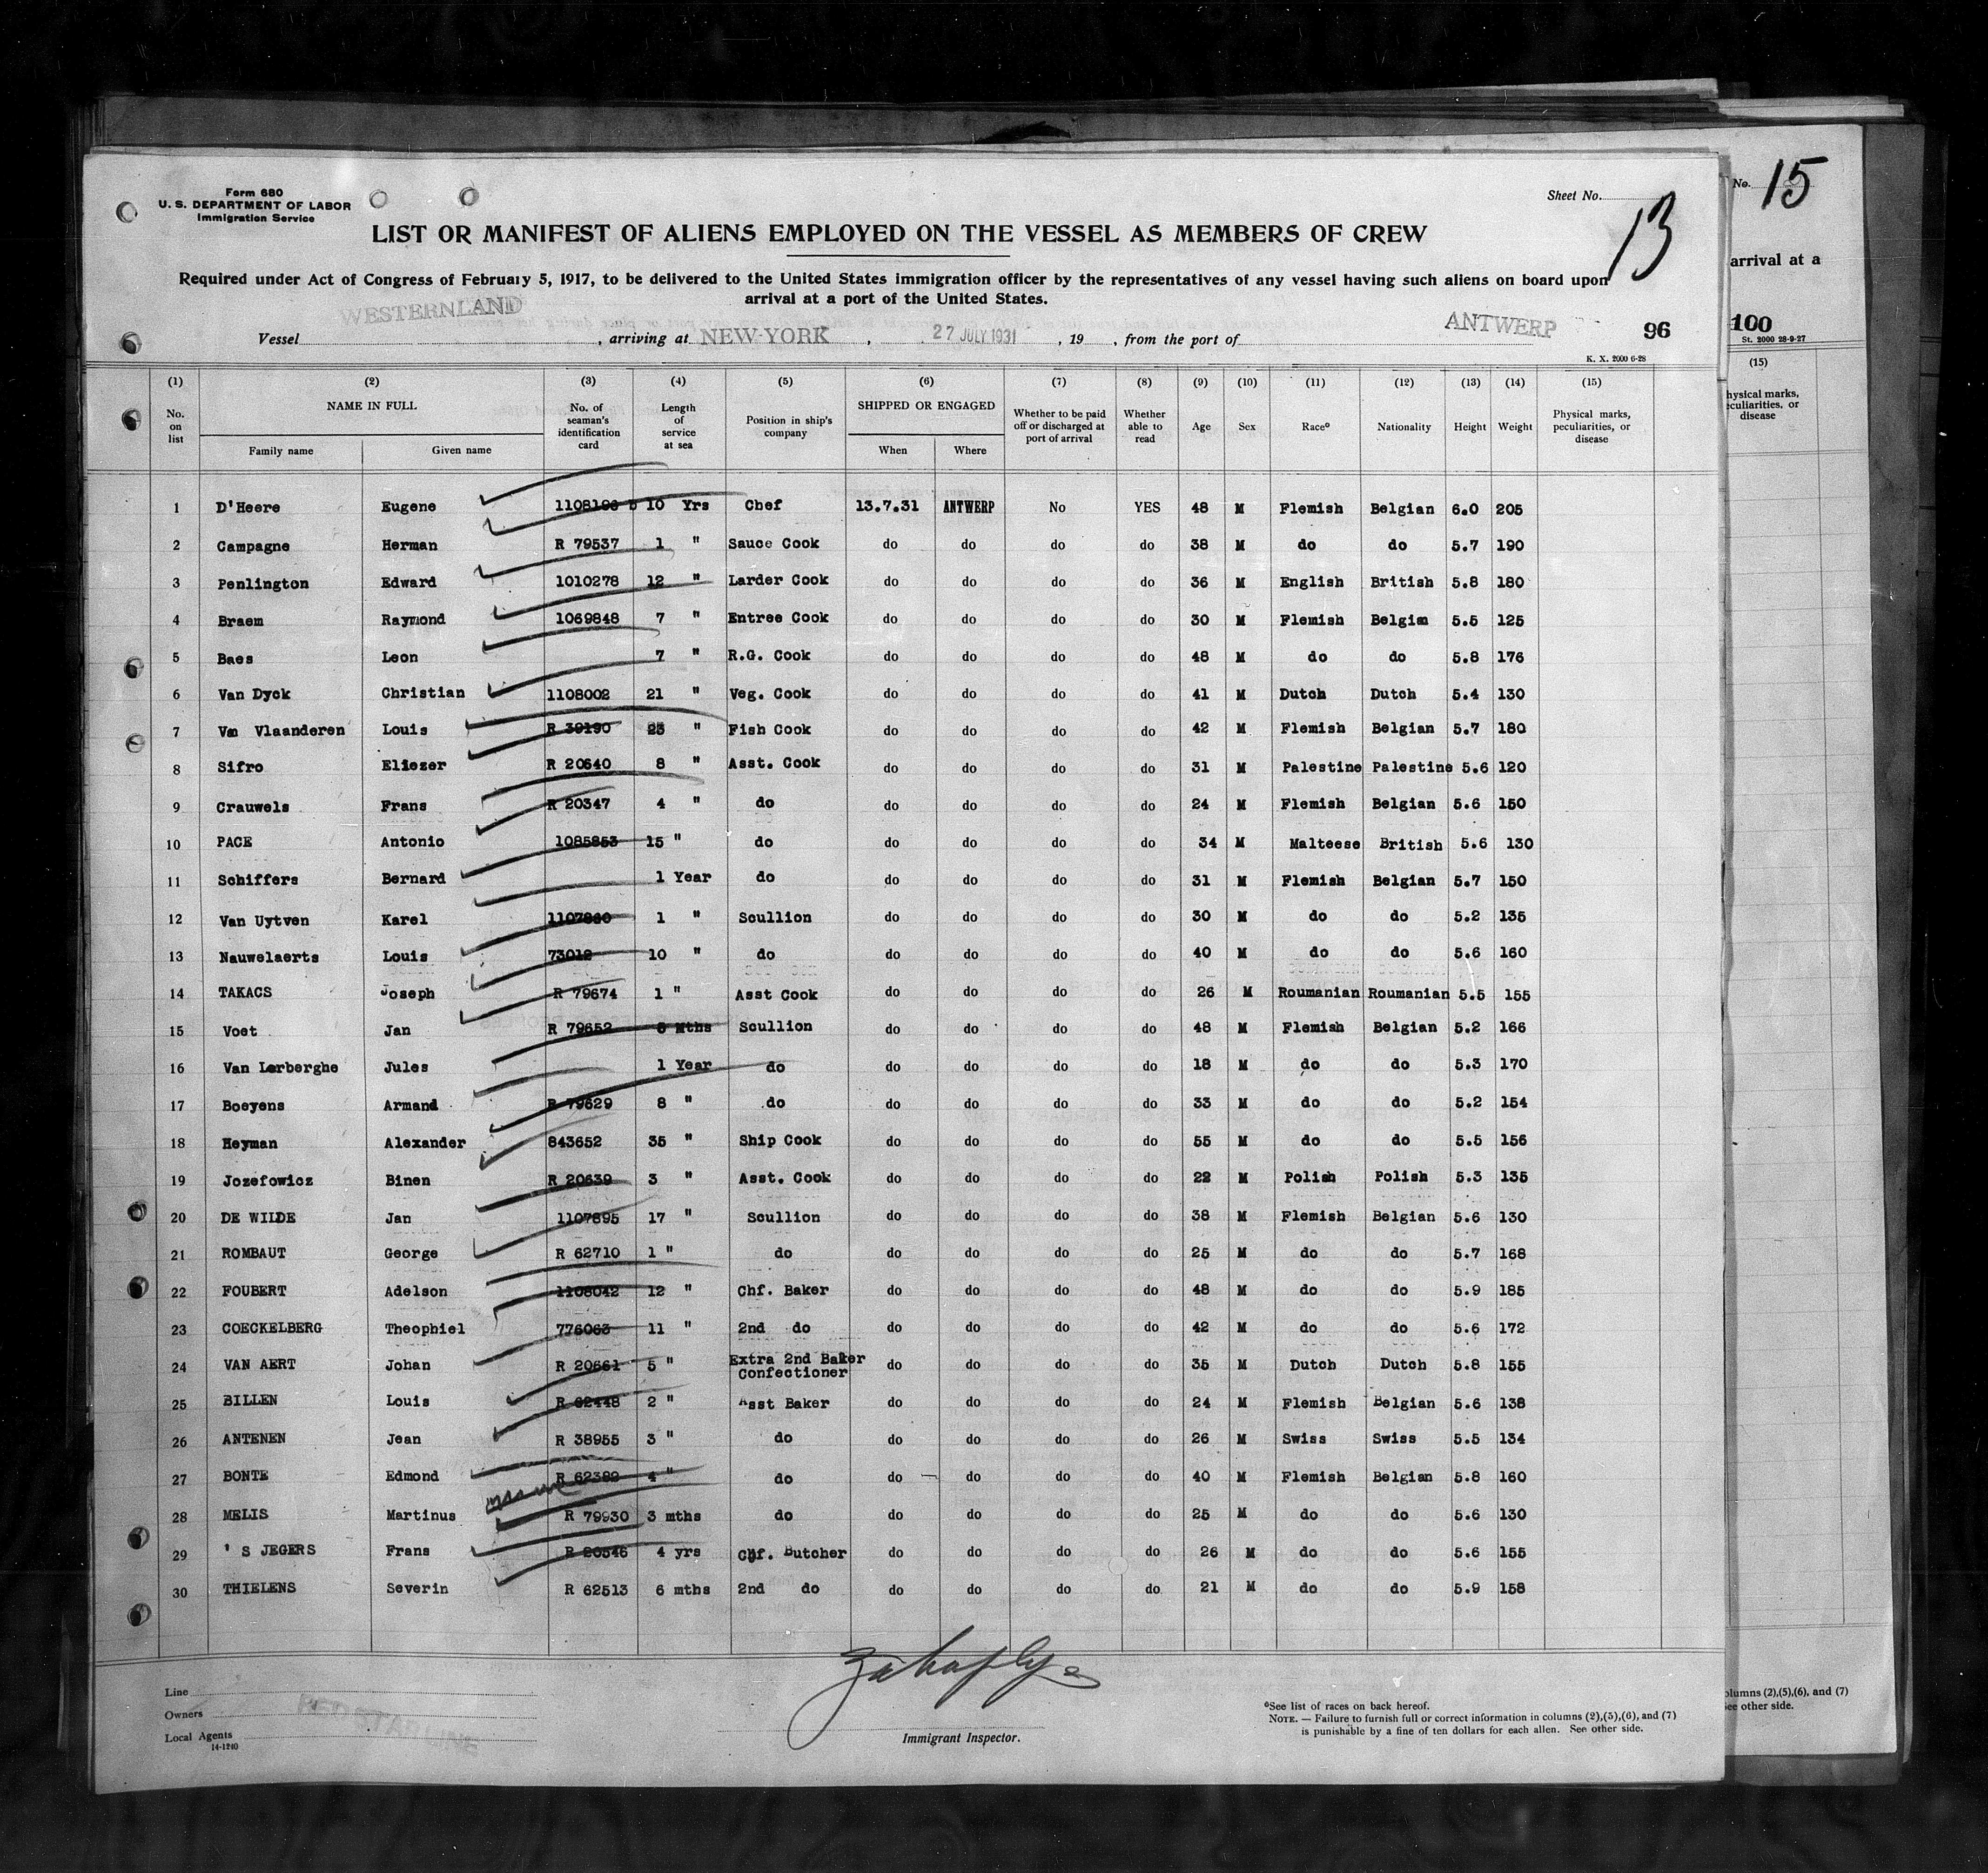 Form 680
U. S. DEPARTMENT OF LABOR
Immigration Service
Sheet No. 13
LIST OR MANIFEST OF ALIENS EMPLOYED ON THE VESSEL AS MEMBERS OF CREW
Required under Act of Congress of February 5, 1917, to be delivered to the United States immigration officer by the representatives of any vessel having such aliens on board upon
arrival at a port of the United States.
Vessel WESTERNLAND, arriving at NEW-YORK, 27 JULY 1931, 19 , from the port of ANTWERP 96
K. X. 2000 6-28
(1) (2) (3) (4) (5) (6) (7) (8) (9) (10) (11) (12) (13) (14) (15)
No. on list NAME IN FULL Family name Given name No. of seaman's identification card Length of service at sea Position in ship's company SHIPPED OR ENGAGED When Where Whether to be paid off or discharged at port of arrival Whether able to read Age Sex Race* Nationality Height Weight Physical marks, peculiarities, or disease
1 D'Heere Eugene 1108196 10 Yrs Chef 13.7.31 ANTWERP No YES 48 M Flemish Belgian 6.0 205
2 Campagne Herman R 79537 1 " Sauce Cook do do do do 38 M do do 5.7 190
3 Penlington Edward 1010278 12 " Larder Cook do do do do 36 M English British 5.8 180
4 Braem Raymond 1069848 7 " Entree Cook do do do do 30 M Flemish Belgian 5.5 125
5 Baes Leon 7 " R.G. Cook do do do do 48 M do do 5.8 176
6 Van Dyck Christian 1108002 21 " Veg. Cook do do do do 41 M Dutch Dutch 5.4 130
7 Van Vlaanderen Louis R 39190 23 " Fish Cook do do do do 42 M Flemish Belgian 5.7 180
8 Sifro Eliezer R 20640 8 " Asst. Cook do do do do 31 M Palestine Palestine 5.6 120
9 Crauwels Frans R 20347 4 " do do do do do 24 M Flemish Belgian 5.6 150
10 PACE Antonio 1085853 15 " do do do do do 34 M Malteese British 5.6 130
11 Schiffers Bernard 1 Year do do do do do 31 M Flemish Belgian 5.7 150
12 Van Uytven Karel 1107860 1 " Scullion do do do do 30 M do do 5.2 135
13 Nauwelaerts Louis 73012 10 " do do do do do 40 M do do 5.6 160
14 TAKACS Joseph R 79674 1 " Asst Cook do do do do 26 M Roumanian Roumanian 5.5 155
15 Voet Jan R 79652 8 Mths Scullion do do do do 48 M Flemish Belgian 5.2 166
16 Van Lerberghe Jules 1 Year do do do do do 18 M do do 5.3 170
17 Boeyens Armand R 79629 8 " do do do do do 33 M do do 5.2 154
18 Heyman Alexander 843652 35 " Ship Cook do do do do 55 M do do 5.5 156
19 Jozefowicz Binen R 20639 3 " Asst. Cook do do do do 22 M Polish Polish 5.3 135
20 DE WILDE Jan 1107895 17 " Scullion do do do do 38 M Flemish Belgian 5.6 130
21 ROMBAUT George R 62710 1 " do do do do do 25 M do do 5.7 168
22 FOUBERT Adelson 1108042 12 " Chf. Baker do do do do 48 M do do 5.9 185
23 COECKELBERG Theophiel 776063 11 " 2nd do do do do do 42 M do do 5.6 172
24 VAN AERT Johan R 20661 5 " Extra 2nd Baker Confectioner do do do do 35 M Dutch Dutch 5.8 155
25 BILLEN Louis R 62448 2 " Asst Baker do do do do 24 M Flemish Belgian 5.6 138
26 ANTENEN Jean R 38955 3 " do do do do do 26 M Swiss Swiss 5.5 134
27 BONTE Edmond R 62382 4 " do do do do do 40 M Flemish Belgian 5.8 160
28 MELIS Martinus R 79930 3 mths do do do do do 25 M do do 5.6 130
29 ' S JEGERS Frans R 20546 4 yrs Chf. Butcher do do do do 26 M do do 5.6 155
30 THIELENS Severin R 62513 6 mths 2nd do do do do do 21 M do do 5.9 158
Line
Owners RED STAR LINE
Local Agents
14-1240
Immigrant Inspector.
*See list of races on back hereof.
NOTE. — Failure to furnish full or correct information in columns (2),(5),(6), and (7)
is punishable by a fine of ten dollars for each alien. See other side.
No. 15
arrival at a
100
St. 2000 28-9-27
(15)
hysical marks,
eculiarities, or
disease
olumns (2),(5),(6), and (7)
ee other side.